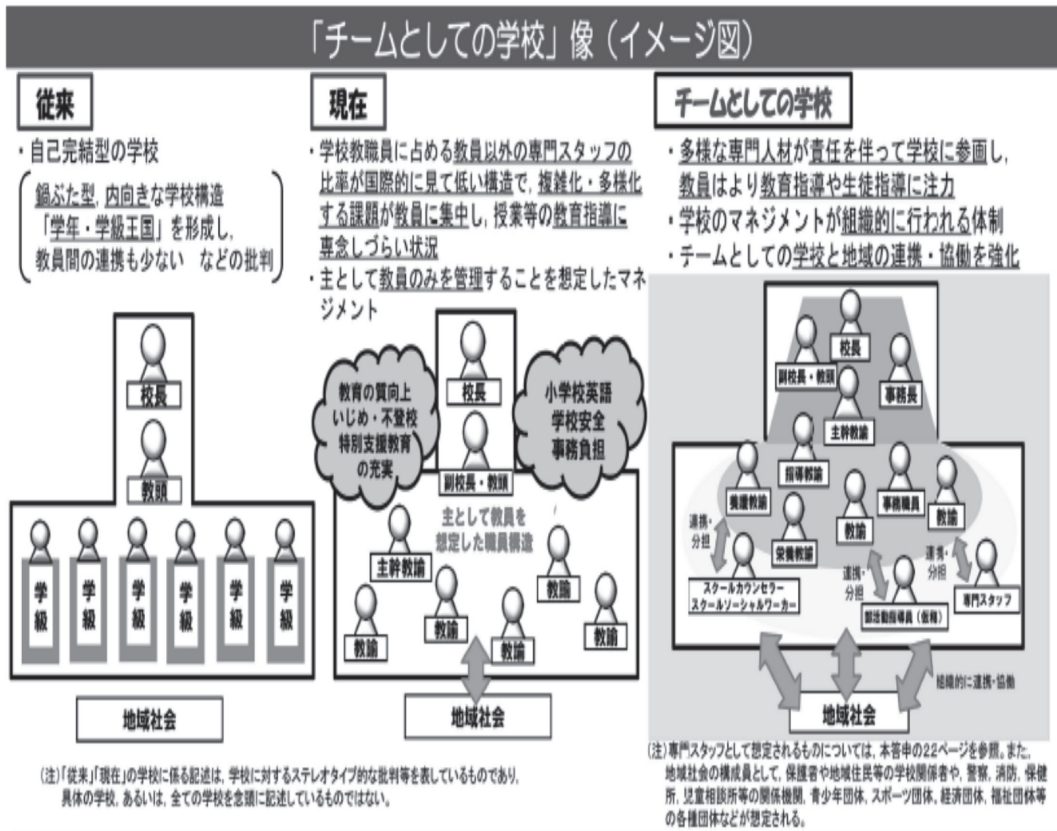 「チームとしての学校」像（イメージ図）
従来
・自己完結型の学校
鍋ぶた型，内向きな学校構造
「学年・学級王国」を形成し，
教員間の連携も少ない　などの批判
校長
教頭
学級
学級
学級
学級
学級
学級
地域社会
（注）「従来」「現在」の学校に係る記述は，学校に対するステレオタイプ的な批判等を表しているものであり，
具体の学校，あるいは，全ての学校を念頭に記述しているものではない。
現在
・学校教職員に占める教員以外の専門スタッフの
比率が国際的に見て低い構造で，複雑化・多様化
する課題が教員に集中し，授業等の教育指導に
専念しづらい状況
・主として教員のみを管理することを想定したマネ
ジメント
教育の質向上
いじめ・不登校
特別支援教育
の充実
校長
小学校英語
学校安全
事務負担
副校長・教頭
主として教員を
想定した職員構造
主幹教諭
教諭
教諭
教諭
教諭
教諭
地域社会
チームとしての学校
・多様な専門人材が責任を伴って学校に参画し，
教員はより教育指導や生徒指導に注力
・学校のマネジメントが組織的に行われる体制
・チームとしての学校と地域の連携・協働を強化
校長
副校長・教頭
事務長
主幹教諭
指導教諭
養護教諭
事務職員
教諭
教諭
栄養教諭
連携・
分担
連携・
分担
連携・
分担
スクールカウンセラー
スクールソーシャルワーカー
部活動指導員（仮称）
専門スタッフ
組織的に連携・協働
地域社会
（注）専門スタッフとして想定されるものについては，本答申の22ページを参照。また，
地域社会の構成員として，保護者や地域住民等の学校関係者や，警察，消防，保健
所，児童相談所等の関係機関，青少年団体，スポーツ団体，経済団体，福祉団体等
の各種団体などが想定される。